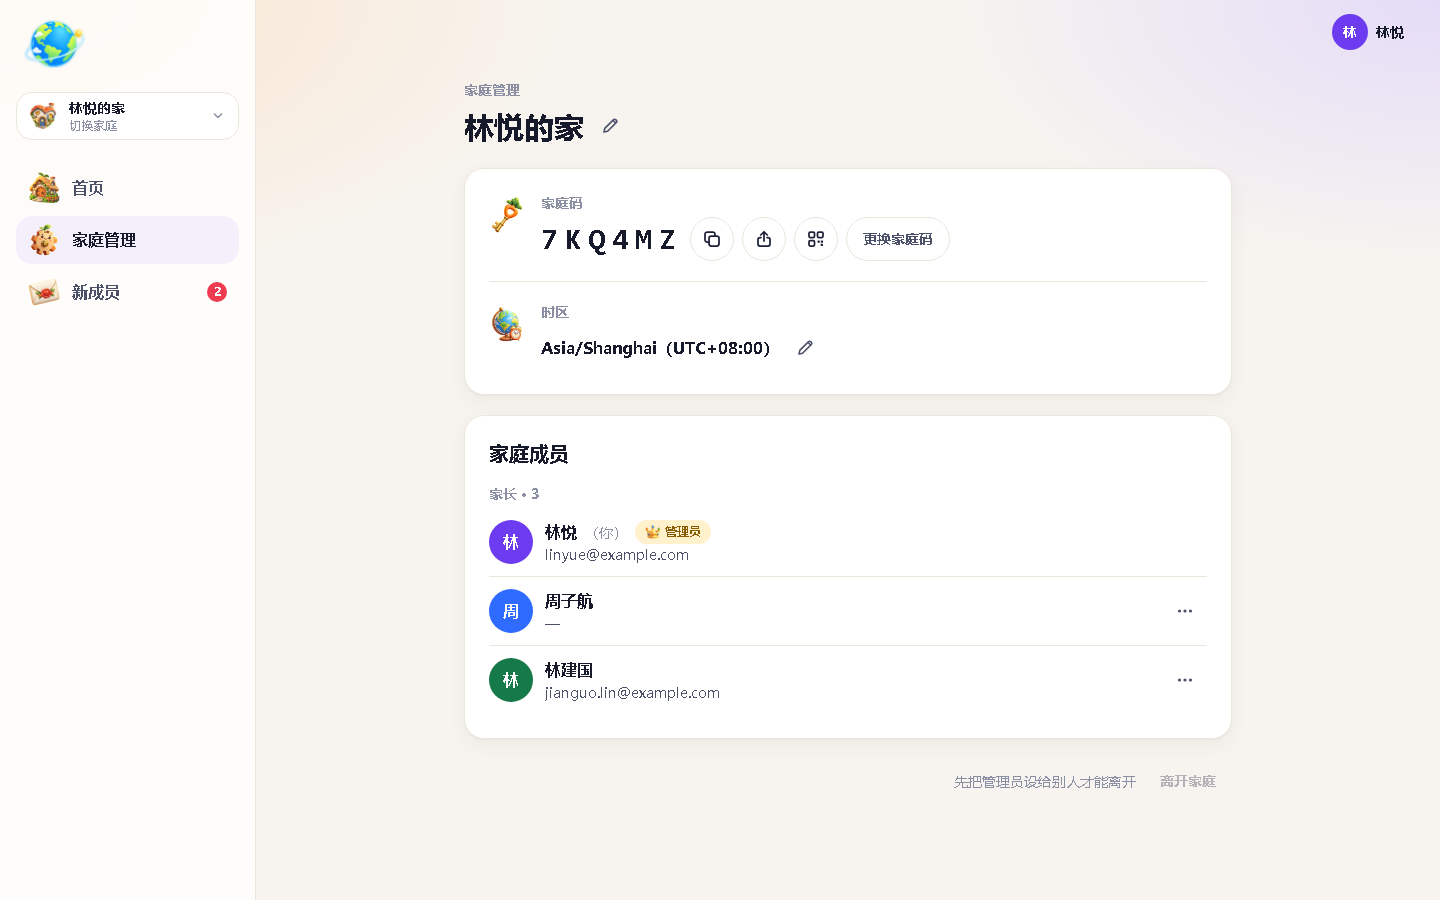 林 林悦
林悦的家
切换家庭
首页
家庭管理
新成员 2
家庭管理
林悦的家
家庭码
7KQ4MZ 更换家庭码
时区
Asia/Shanghai（UTC+08:00）
家庭成员
家长 • 3
林 林悦 （你） 管理员
linyue@example.com
周 周子航
—
林 林建国
jianguo.lin@example.com
先把管理员设给别人才能离开 离开家庭